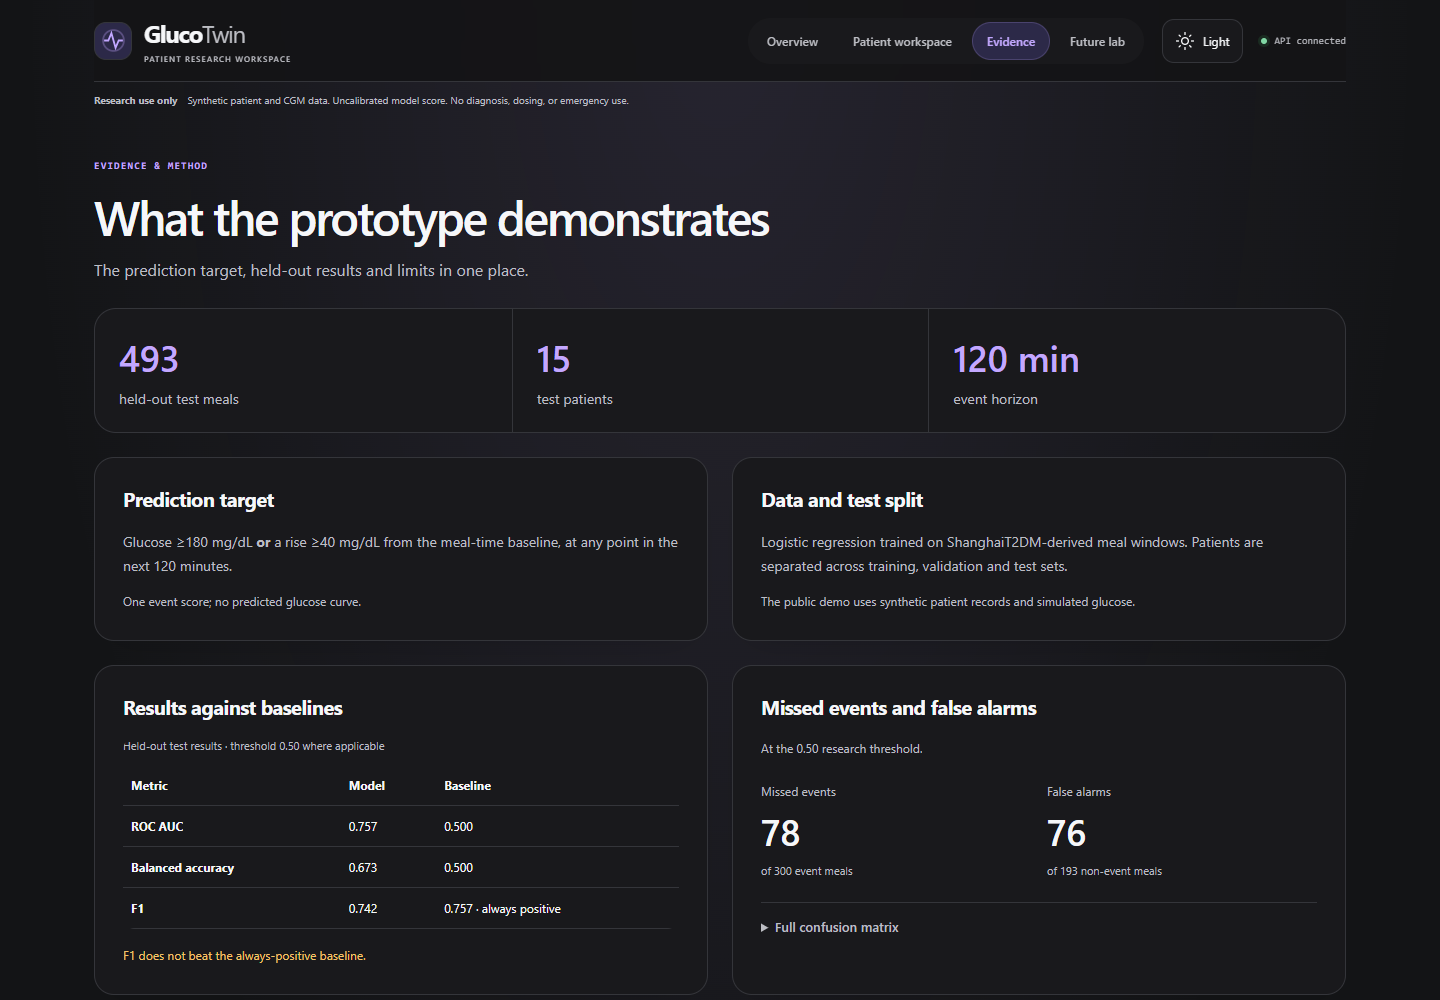 GlucoTwin
PATIENT RESEARCH WORKSPACE
Overview
Patient workspace
Evidence
Future lab
Light
API connected
Research use only Synthetic patient and CGM data. Uncalibrated model score. No diagnosis, dosing, or emergency use.
EVIDENCE & METHOD
What the prototype demonstrates
The prediction target, held-out results and limits in one place.
493
held-out test meals
15
test patients
120 min
event horizon
Prediction target
Glucose ≥180 mg/dL or a rise ≥40 mg/dL from the meal-time baseline, at any point in the
next 120 minutes.
One event score; no predicted glucose curve.
Data and test split
Logistic regression trained on ShanghaiT2DM-derived meal windows. Patients are
separated across training, validation and test sets.
The public demo uses synthetic patient records and simulated glucose.
Results against baselines
Held-out test results · threshold 0.50 where applicable
Metric Model Baseline
ROC AUC 0.757 0.500
Balanced accuracy 0.673 0.500
F1 0.742 0.757 · always positive
F1 does not beat the always-positive baseline.
Missed events and false alarms
At the 0.50 research threshold.
Missed events
78
of 300 event meals
False alarms
76
of 193 non-event meals
Full confusion matrix